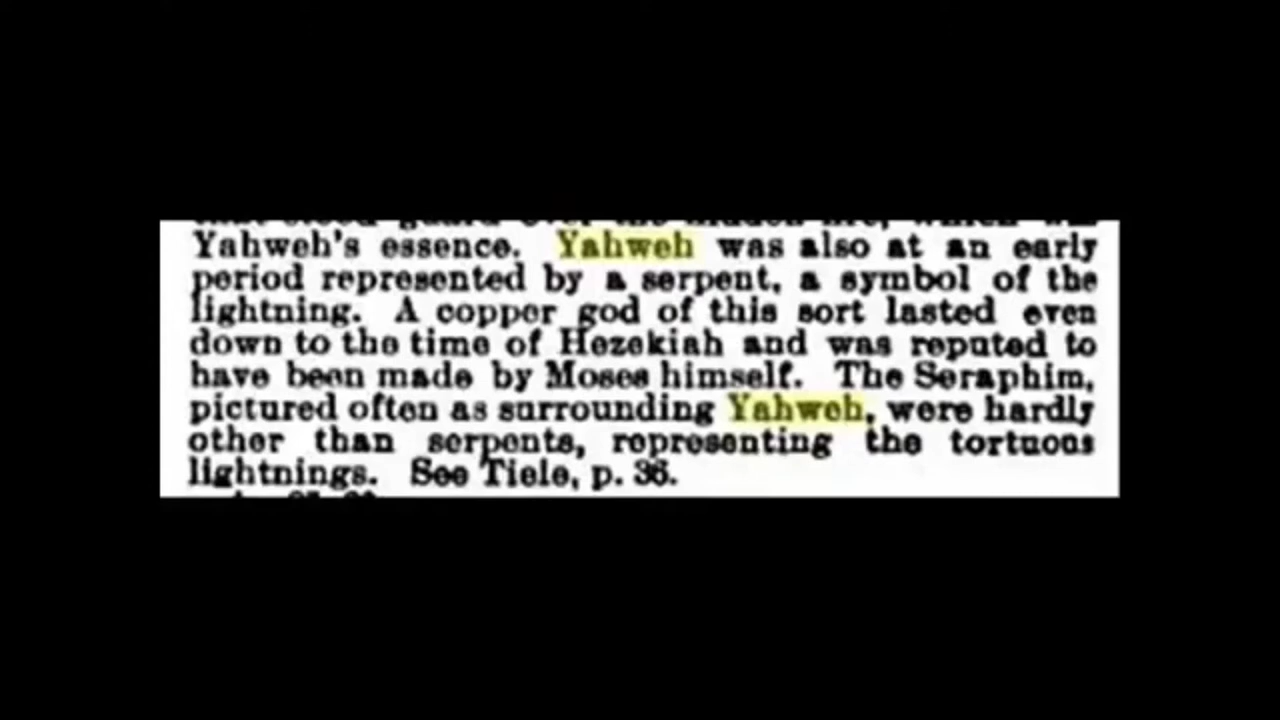 Yahweh's essence. Yahweh was also at an early
period represented by a serpent, a symbol of the
lightning. A copper god of this sort lasted even
down to the time of Hezekiah and was reputed to
have been made by Moses himself. The Seraphim,
pictured often as surrounding Yahweh, were hardly
other than serpents, representing the tortuous
lightnings. See Tiele, p. 36.